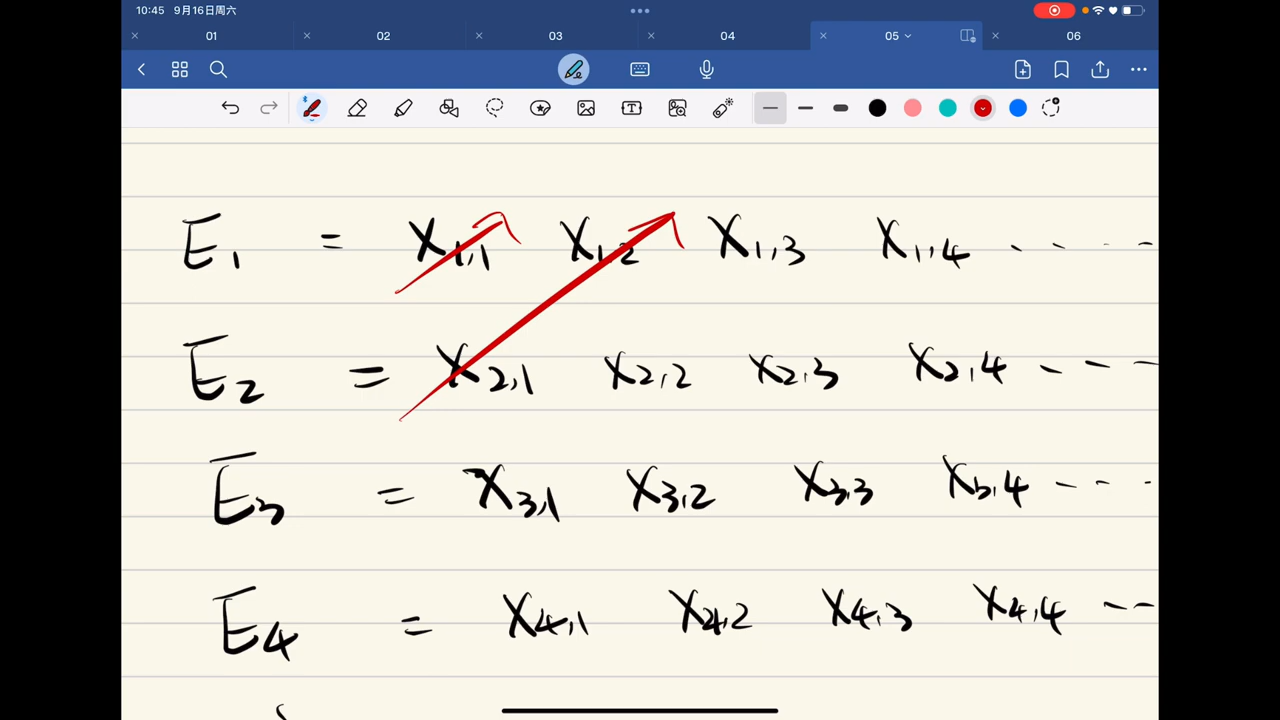 10:45 9月16日周六
01 02 03 04 05 06
E1 = X1,1 X1,2 X1,3 X1,4 ....
E2 = X2,1 X2,2 X2,3 X2,4 ---
E3 = X3,1 X3,2 X3,3 X3,4 ----
E4 = X4,1 X4,2 X4,3 X4,4 ---